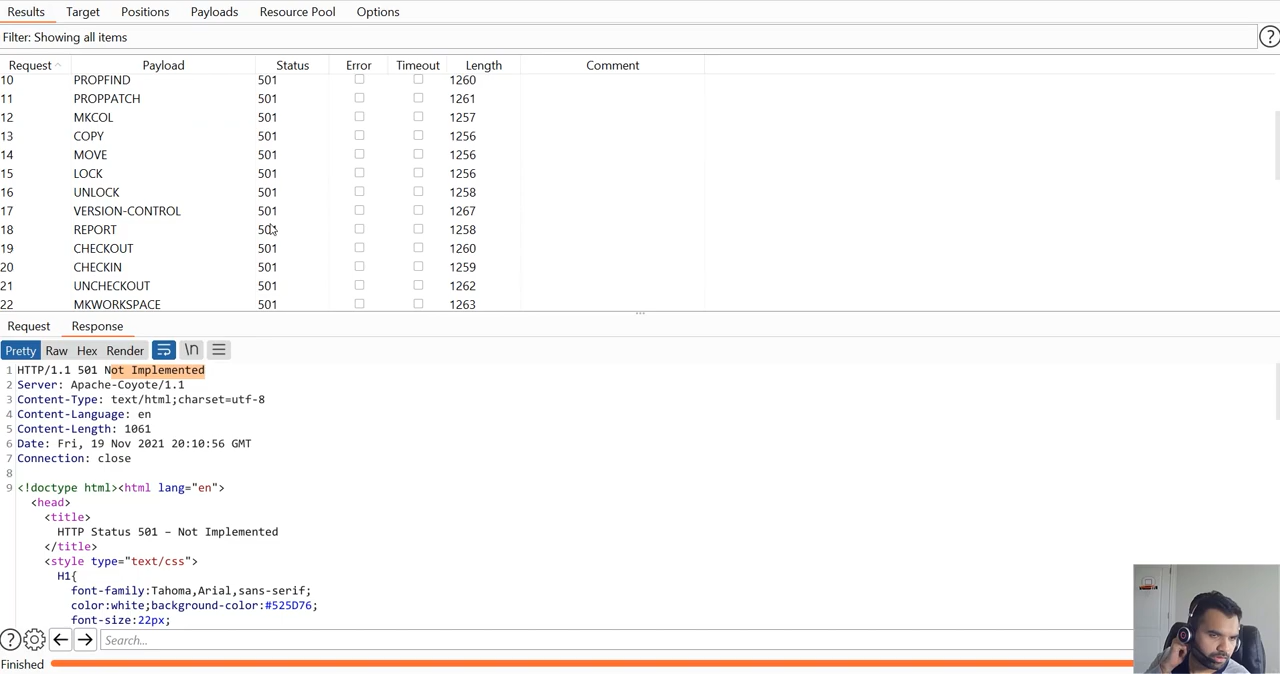 Results Target Positions Payloads Resource Pool Options
Filter: Showing all items ?
Request Payload Status Error Timeout Length Comment
10 PROPFIND 501 1260
11 PROPPATCH 501 1261
12 MKCOL 501 1257
13 COPY 501 1256
14 MOVE 501 1256
15 LOCK 501 1256
16 UNLOCK 501 1258
17 VERSION-CONTROL 501 1267
18 REPORT 501 1258
19 CHECKOUT 501 1260
20 CHECKIN 501 1259
21 UNCHECKOUT 501 1262
22 MKWORKSPACE 501 1263
Request Response
Pretty Raw Hex Render \n
1 HTTP/1.1 501 Not Implemented
2 Server: Apache-Coyote/1.1
3 Content-Type: text/html;charset=utf-8
4 Content-Language: en
5 Content-Length: 1061
6 Date: Fri, 19 Nov 2021 20:10:56 GMT
7 Connection: close
8
9 <!doctype html><html lang="en">
<head>
<title>
HTTP Status 501 – Not Implemented
</title>
<style type="text/css">
H1{
font-family:Tahoma,Arial,sans-serif;
color:white;background-color:#525D76;
font-size:22px;
? Search...
Finished